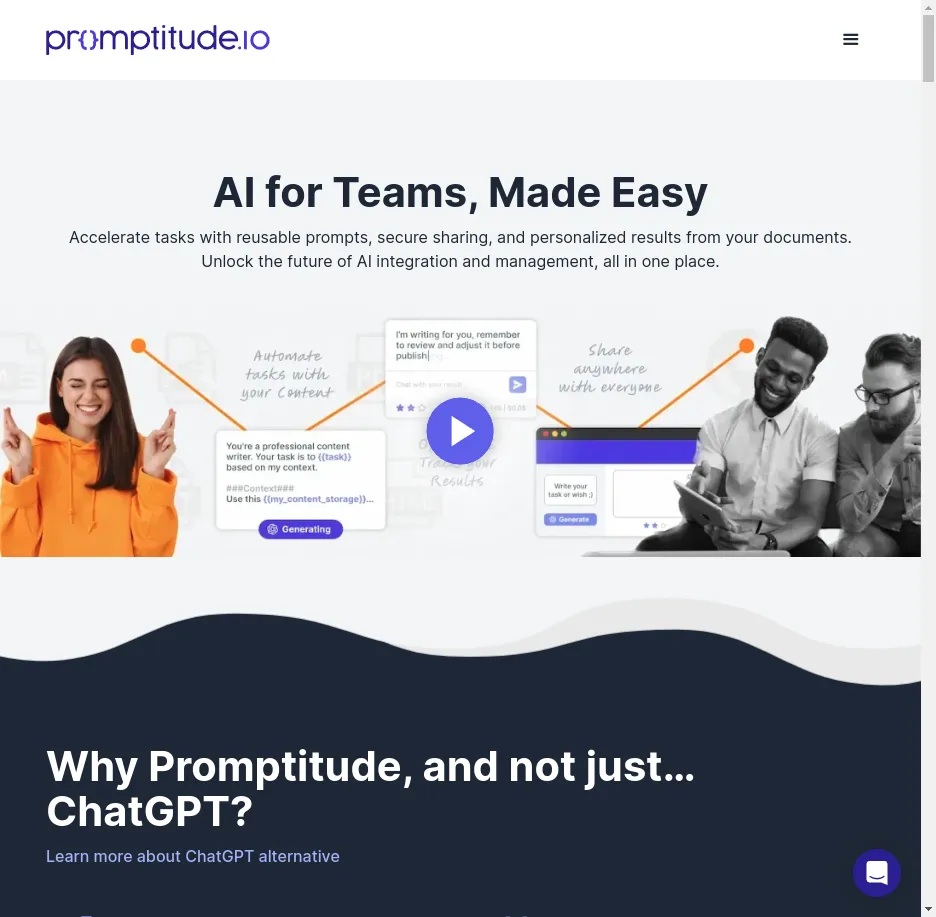 pr{}mptitude.io
AI for Teams, Made Easy
Accelerate tasks with reusable prompts, secure sharing, and personalized results from your documents.
Unlock the future of AI integration and management, all in one place.
I'm writing for you, remember
to review and adjust it before
publish
Chat with your result
$0.05
Automate
tasks with
your Content
Share
anywhere
with everyone
Track your
Results
You're a professional content
writer. Your task is to {{task}}
based on my context.
###Context###
Use this {{my_content_storage}}...
Generating
Write your
task or wish ;)
Generate
Why Promptitude, and not just...
ChatGPT?
Learn more about ChatGPT alternative